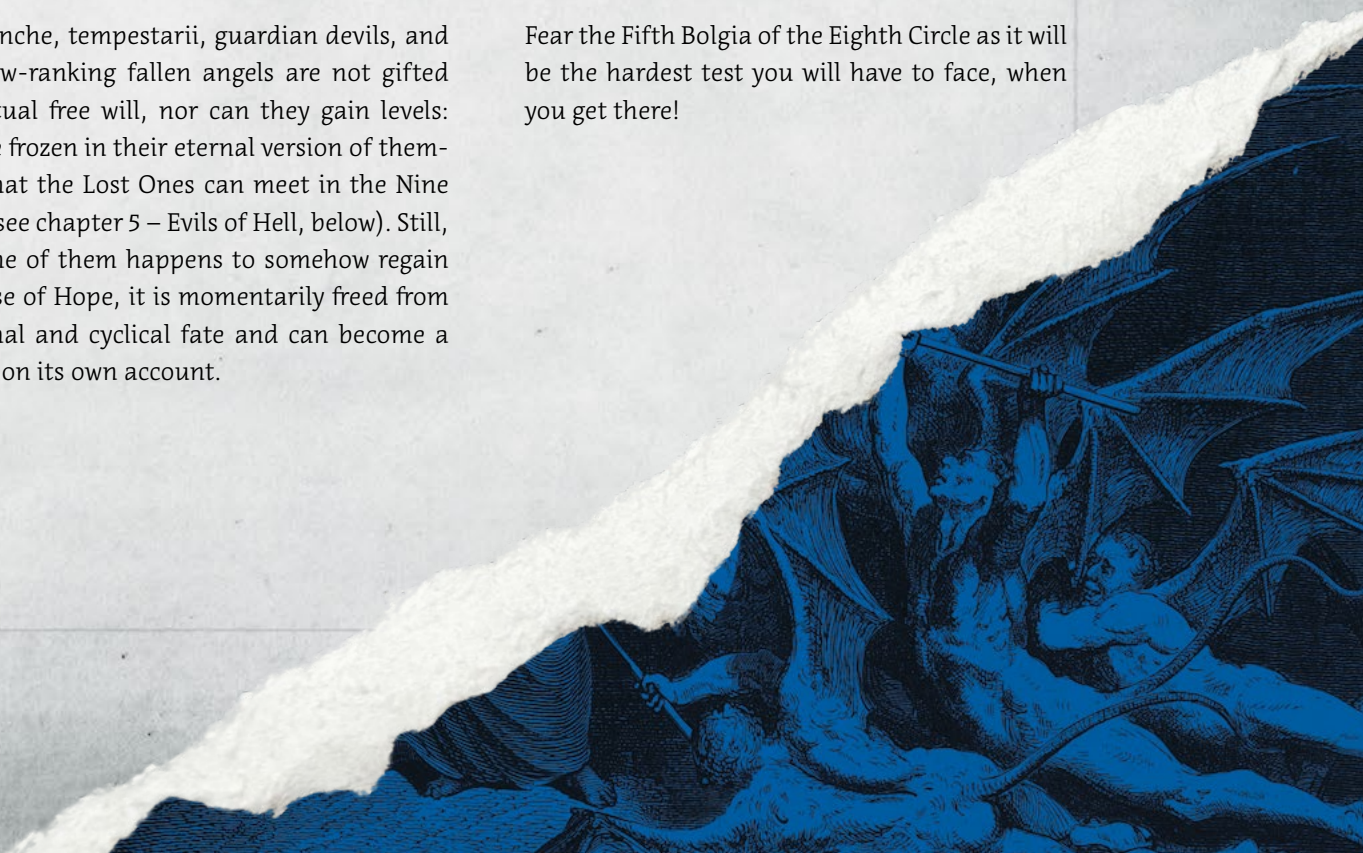 nche, tempestarii, guardian devils, and
w-ranking fallen angels are not gifted
tual free will, nor can they gain levels:
e frozen in their eternal version of them-
hat the Lost Ones can meet in the Nine
see chapter 5 – Evils of Hell, below). Still,
ne of them happens to somehow regain
se of Hope, it is momentarily freed from
nal and cyclical fate and can become a
on its own account.
Fear the Fifth Bolgia of the Eighth Circle as it will
be the hardest test you will have to face, when
you get there!